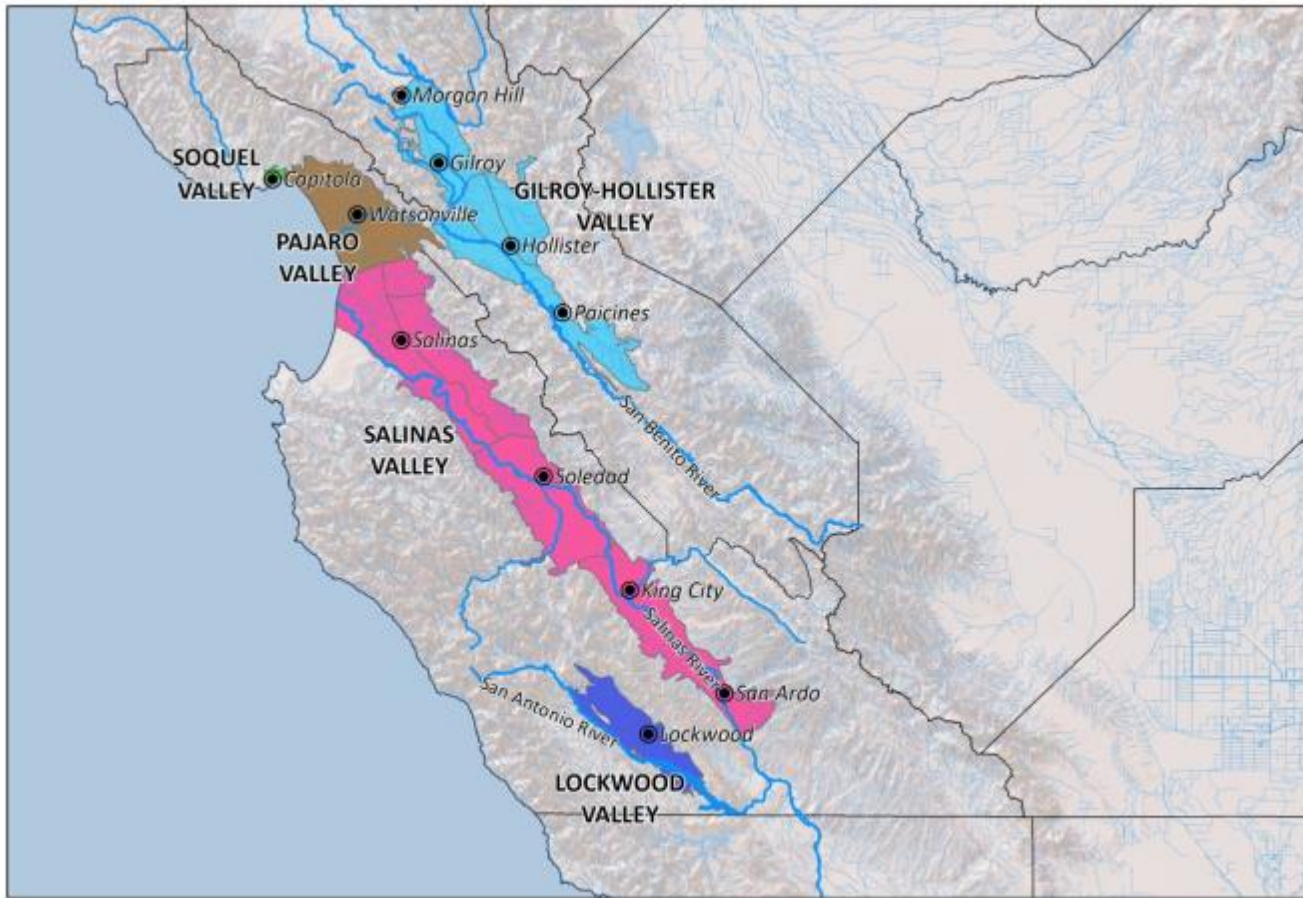 Morgan Hill
SOQUEL
VALLEY
Capitola
Gilroy
GILROY-HOLLISTER
VALLEY
Watsonville
PAJARO
VALLEY
Hollister
Paicines
Salinas
SALINAS
VALLEY
San Benito River
Soledad
King City
Salinas River
San Antonio River
San Ardo
Lockwood
LOCKWOOD
VALLEY